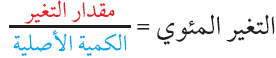 التغير المئوي = مقدار التغير
الكمية الأصلية